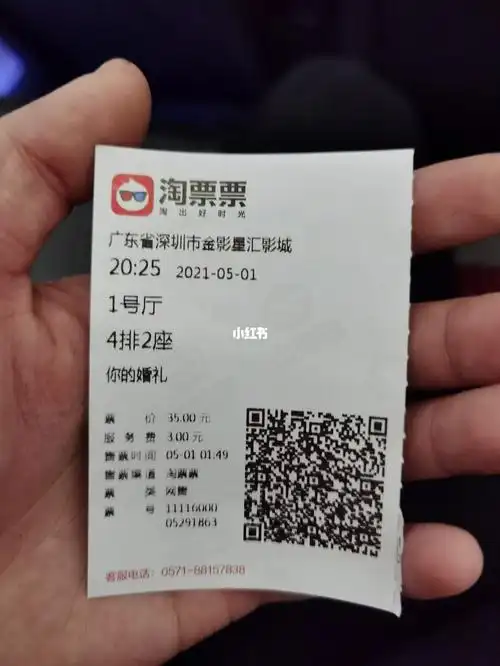 淘票票
淘出好时光
广东省深圳市金影星汇影城
20:25 2021-05-01
1号厅
4排2座
小红书
你的婚礼
票 价 35.00 元
服 务 费 3.00 元
售票时间 05-01 01:49
售票渠道 淘票票
票 类 网售
票 号 11116000
05291863
客服电话：0571-88157838